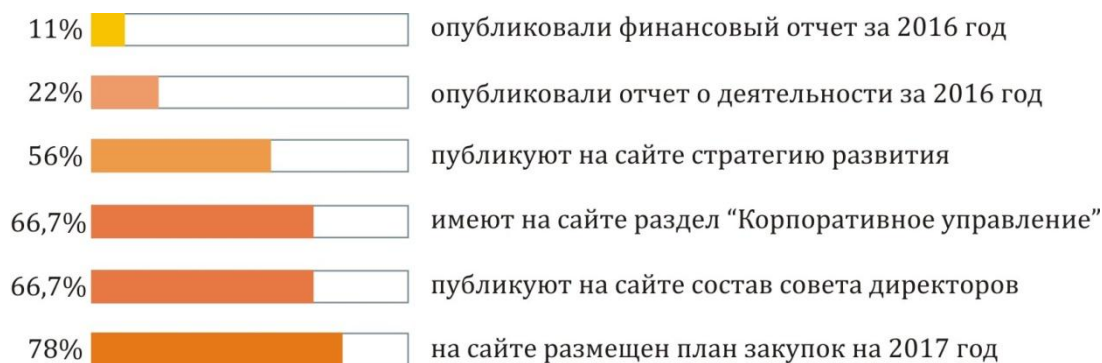 11% опубликовали финансовый отчет за 2016 год
22% опубликовали отчет о деятельности за 2016 год
56% публикуют на сайте стратегию развития
66,7% имеют на сайте раздел “Корпоративное управление”
66,7% публикуют на сайте состав совета директоров
78% на сайте размещен план закупок на 2017 год